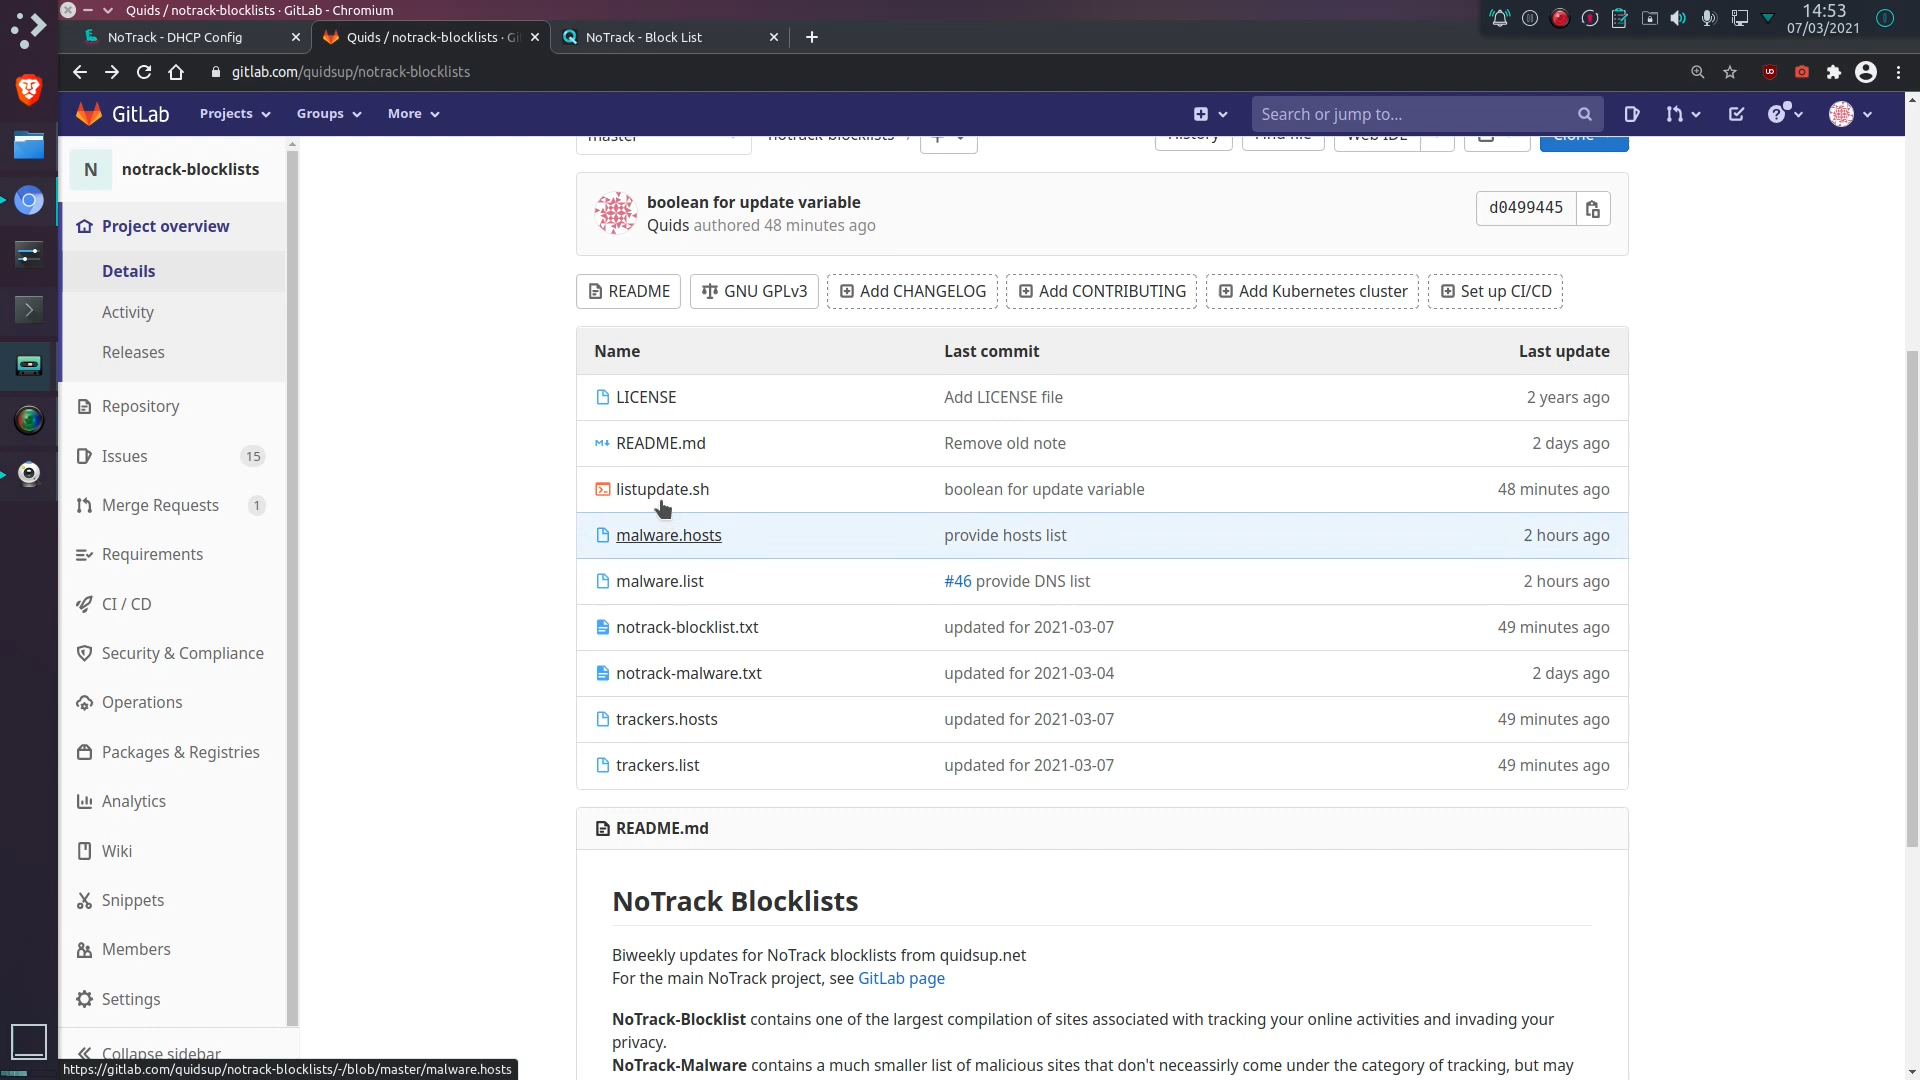 Quids / notrack-blocklists · GitLab - Chromium
14:53
07/03/2021
NoTrack - DHCP Config
Quids / notrack-blocklists · Gi
NoTrack - Block List
gitlab.com/quidsup/notrack-blocklists
GitLab
Projects
Groups
More
Search or jump to...
master
notrack-blocklists /
History
Find file
Web IDE
Clone
N
notrack-blocklists
Project overview
Details
Activity
Releases
Repository
Issues 15
Merge Requests 1
Requirements
CI / CD
Security & Compliance
Operations
Packages & Registries
Analytics
Wiki
Snippets
Members
Settings
Collapse sidebar
boolean for update variable
Quids authored 48 minutes ago
d0499445
README
GNU GPLv3
Add CHANGELOG
Add CONTRIBUTING
Add Kubernetes cluster
Set up CI/CD
Name Last commit Last update
LICENSE Add LICENSE file 2 years ago
README.md Remove old note 2 days ago
listupdate.sh boolean for update variable 48 minutes ago
malware.hosts provide hosts list 2 hours ago
malware.list #46 provide DNS list 2 hours ago
notrack-blocklist.txt updated for 2021-03-07 49 minutes ago
notrack-malware.txt updated for 2021-03-04 2 days ago
trackers.hosts updated for 2021-03-07 49 minutes ago
trackers.list updated for 2021-03-07 49 minutes ago
README.md
NoTrack Blocklists
Biweekly updates for NoTrack blocklists from quidsup.net
For the main NoTrack project, see GitLab page
NoTrack-Blocklist contains one of the largest compilation of sites associated with tracking your online activities and invading your
privacy.
NoTrack-Malware contains a much smaller list of malicious sites that don't necessairly come under the category of tracking, but may
https://gitlab.com/quidsup/notrack-blocklists/-/blob/master/malware.hosts